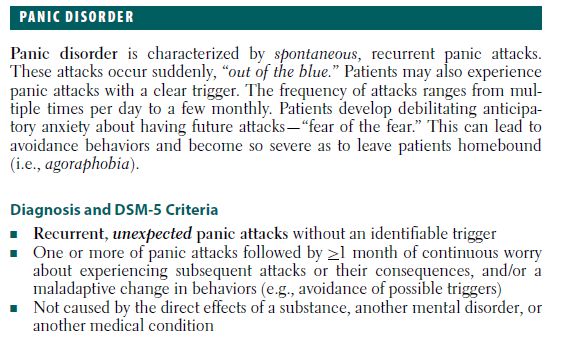 PANIC DISORDER
Panic disorder is characterized by spontaneous, recurrent panic attacks.
These attacks occur suddenly, “out of the blue.” Patients may also experience
panic attacks with a clear trigger. The frequency of attacks ranges from mul-
tiple times per day to a few monthly. Patients develop debilitating anticipa-
tory anxiety about having future attacks—“fear of the fear.” This can lead to
avoidance behaviors and become so severe as to leave patients homebound
(i.e., agoraphobia).
Diagnosis and DSM-5 Criteria
■ Recurrent, unexpected panic attacks without an identifiable trigger
■ One or more of panic attacks followed by ≥1 month of continuous worry
about experiencing subsequent attacks or their consequences, and/or a
maladaptive change in behaviors (e.g., avoidance of possible triggers)
■ Not caused by the direct effects of a substance, another mental disorder, or
another medical condition